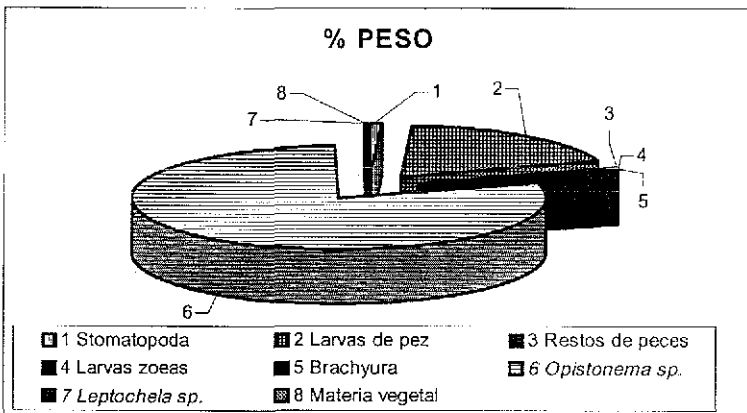 % PESO
8
1
7
2
3
4
5
6
1 Stomatopoda 2 Larvas de pez 3 Restos de peces
4 Larvas zoeas 5 Brachyura 6 Opistonema sp.
7 Leptochela sp. 8 Materia vegetal